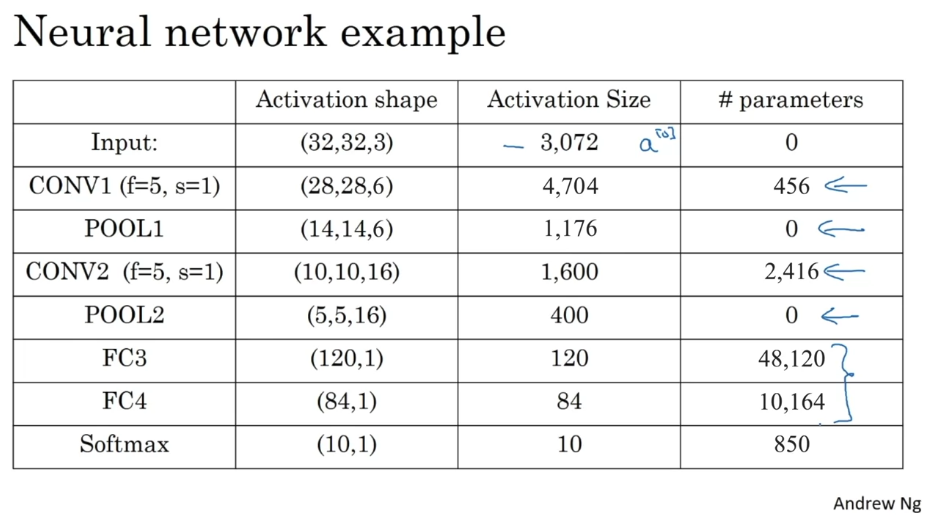 Neural network example
Activation shape Activation Size # parameters
Input: (32,32,3) – 3,072 a[0] 0
CONV1 (f=5, s=1) (28,28,6) 4,704 456 ←
POOL1 (14,14,6) 1,176 0 ←
CONV2 (f=5, s=1) (10,10,16) 1,600 2,416 ←
POOL2 (5,5,16) 400 0 ←
FC3 (120,1) 120 48,120 }
FC4 (84,1) 84 10,164
Softmax (10,1) 10 850
Andrew Ng